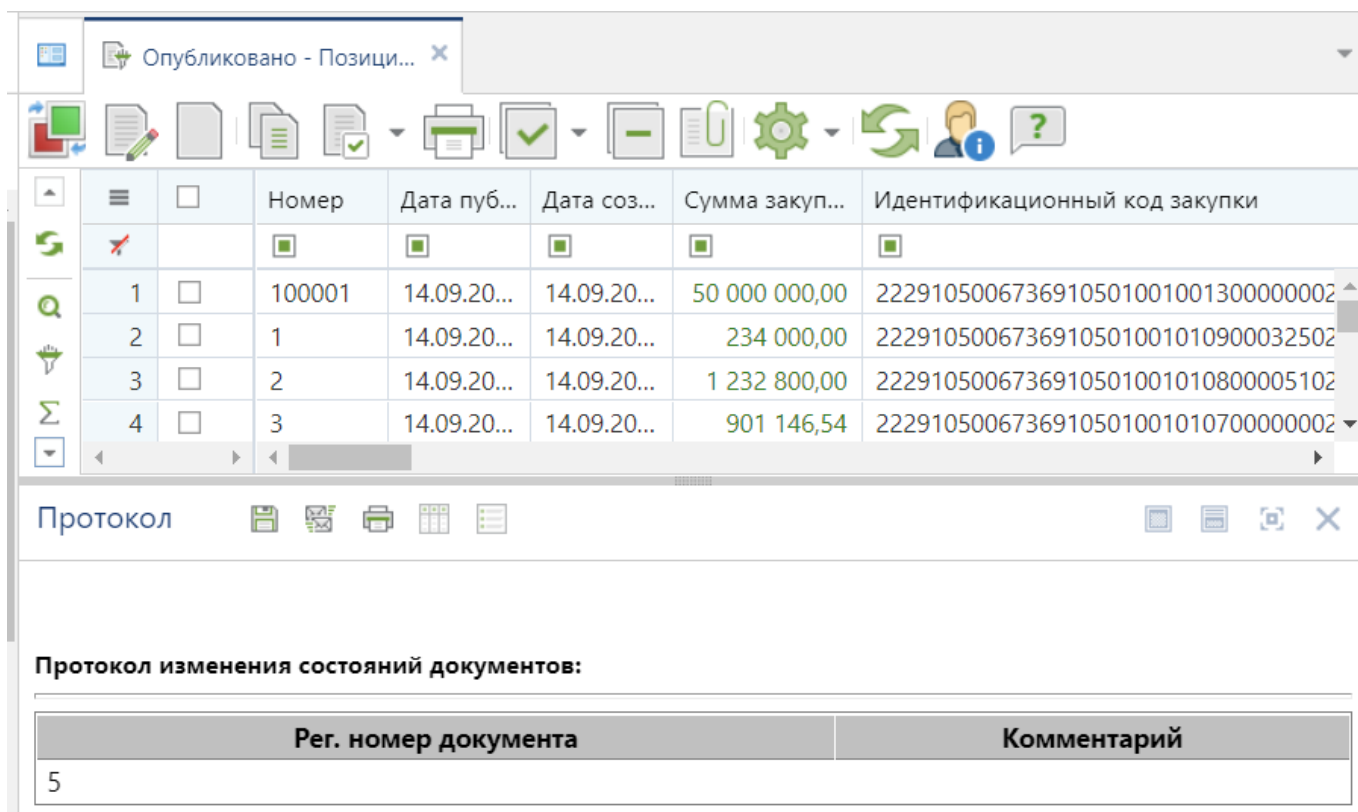 Опубликовано - Позици...
Номер Дата пуб... Дата соз... Сумма закуп... Идентификационный код закупки
1 100001 14.09.20... 14.09.20... 50 000 000,00 2229105006736910501001001300000002
2 1 14.09.20... 14.09.20... 234 000,00 2229105006736910501001010900032502
3 2 14.09.20... 14.09.20... 1 232 800,00 2229105006736910501001010800005102
4 3 14.09.20... 14.09.20... 901 146,54 2229105006736910501001010700000002
Протокол
Протокол изменения состояний документов:
Рег. номер документа Комментарий
5